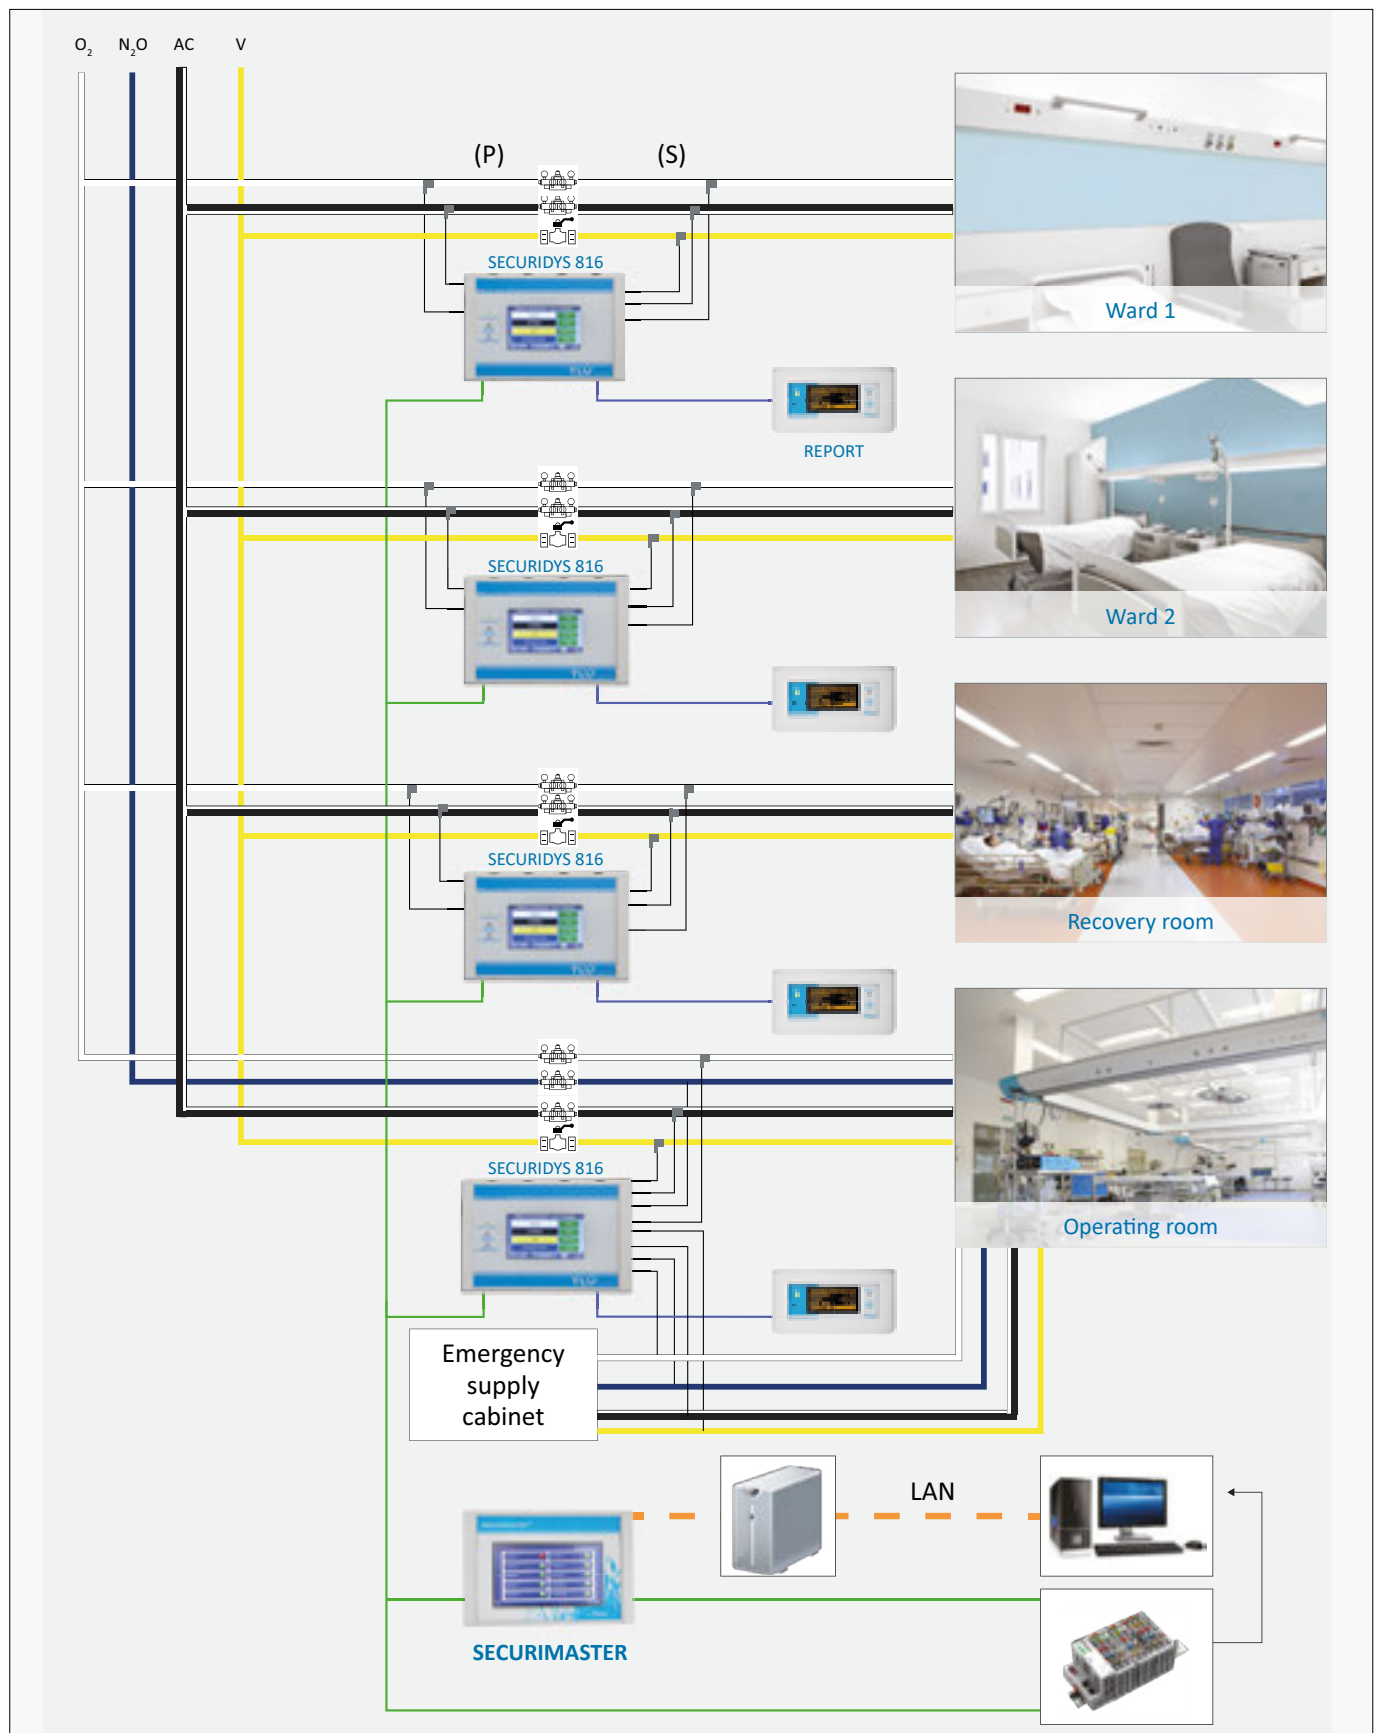 O₂ N₂O AC V
(P) (S)
SECURIDYS 816
Ward 1
REPORT
SECURIDYS 816
Ward 2
SECURIDYS 816
Recovery room
SECURIDYS 816
Operating room
Emergency
supply
cabinet
LAN
SECURIMASTER